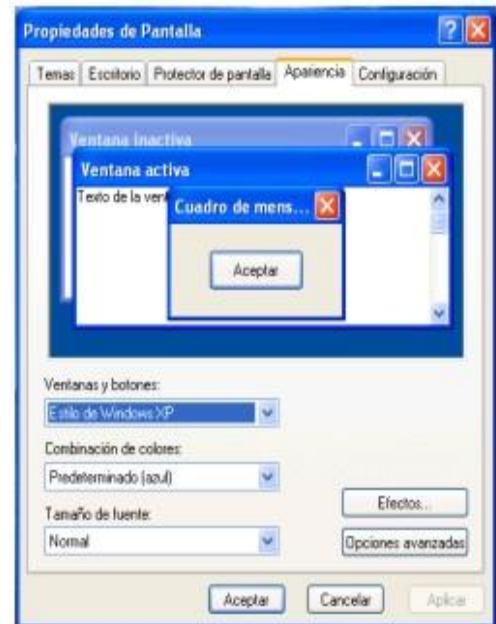 Propiedades de Pantalla
Temas Escritorio Protector de pantalla Apariencia Configuración
Ventana inactiva
Ventana activa
Texto de la vent
Cuadro de mens...
Aceptar
Ventanas y botones:
Estilo de Windows XP
Combinación de colores:
Predeterminado (azul)
Efectos...
Tamaño de fuente:
Normal
Opciones avanzadas
Aceptar Cancelar Aplicar